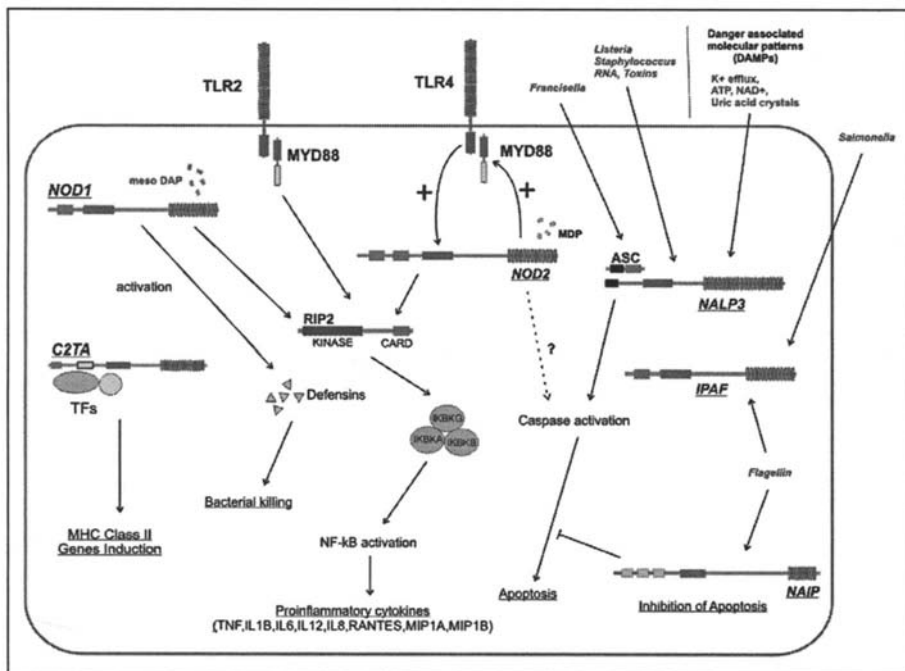 TLR2
TLR4
Francisella
Listeria
Staphylococcus
RNA, Toxins
Danger associated
molecular patterns
(DAMPs)
K+ efflux,
ATP, NAD+,
Uric acid crystals
Salmonella
MYD88
MYD88
NOD1
meso DAP
+
+
MDP
NOD2
ASC
NALP3
activation
RIP2
KINASE
CARD
C2TA
TFs
Defensins
?
IPAF
IKBKG
IKBKA
IKBKB
Caspase activation
Flagellin
Bacterial killing
MHC Class II
Genes Induction
NF-kB activation
Apoptosis
Inhibition of Apoptosis
NAIP
Proinflammatory cytokines
(TNF,IL1B,IL6,IL12,IL8,RANTES,MIP1A,MIP1B)